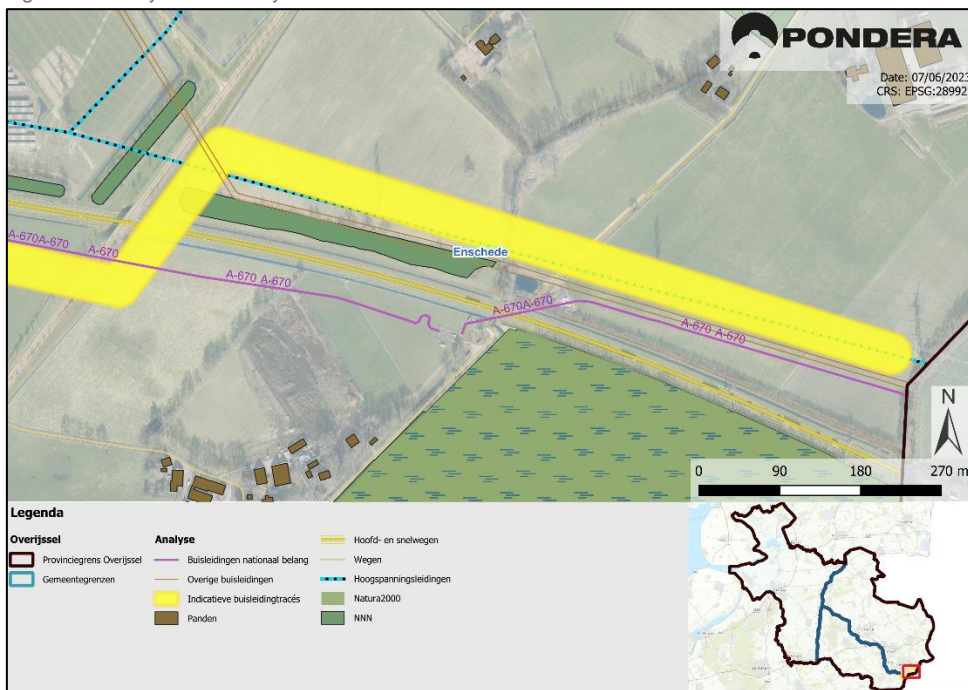 PONDERA
Date: 07/06/2023
CRS: EPSG:28992
Enschede
A-670A-670
A-670
A-670 A-670
A-670A-670
A-670 A-670
N
0 90 180 270 m
Legenda
Overijssel
Provinciegrens Overijssel
Gemeentegrenzen
Analyse
Buisleidingen nationaal belang
Overige buisleidingen
Indicatieve buisleidingtracés
Panden
Hoofd- en snelwegen
Wegen
Hoogspanningsleidingen
Natura2000
NNN